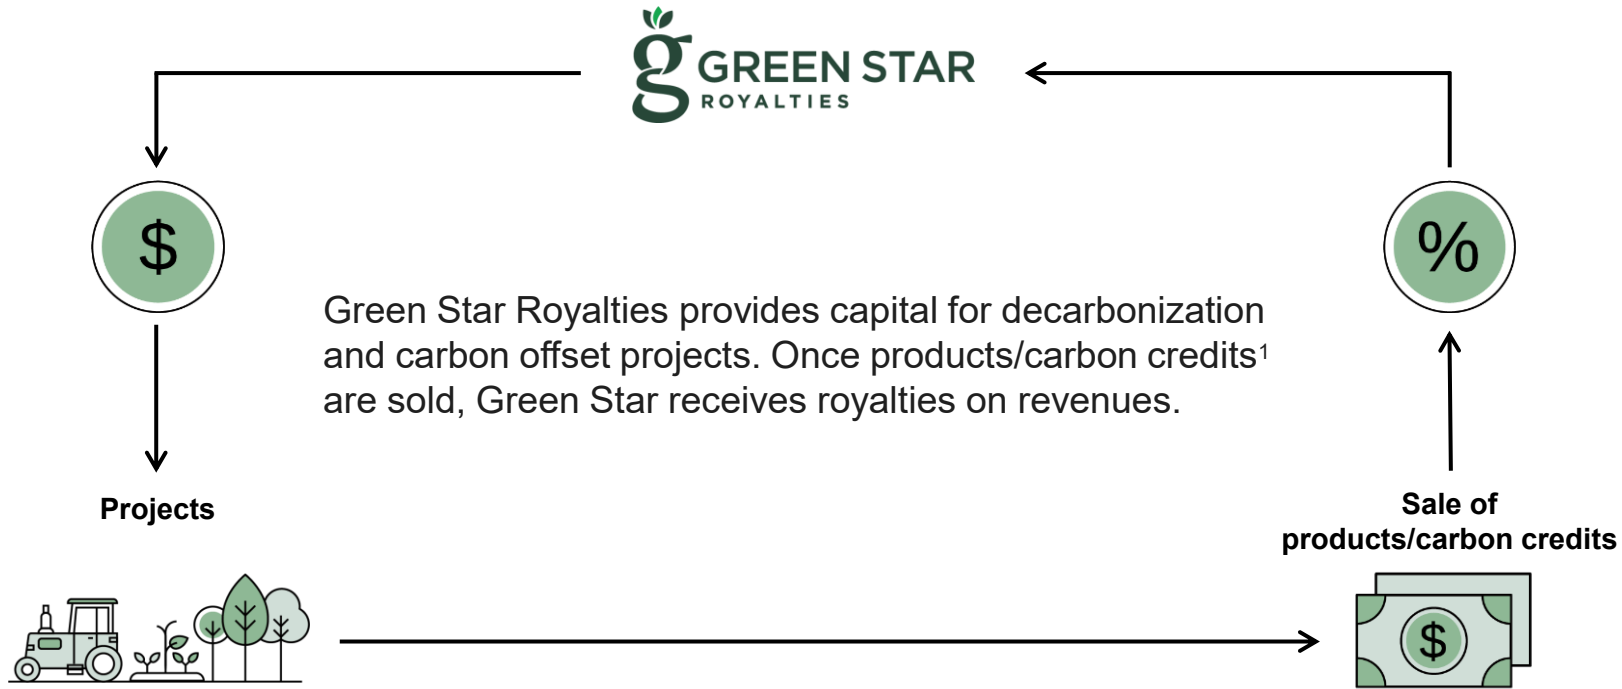 GREEN STAR
ROYALTIES
$
%
Green Star Royalties provides capital for decarbonization
and carbon offset projects. Once products/carbon credits¹
are sold, Green Star receives royalties on revenues.
Projects
Sale of
products/carbon credits
$